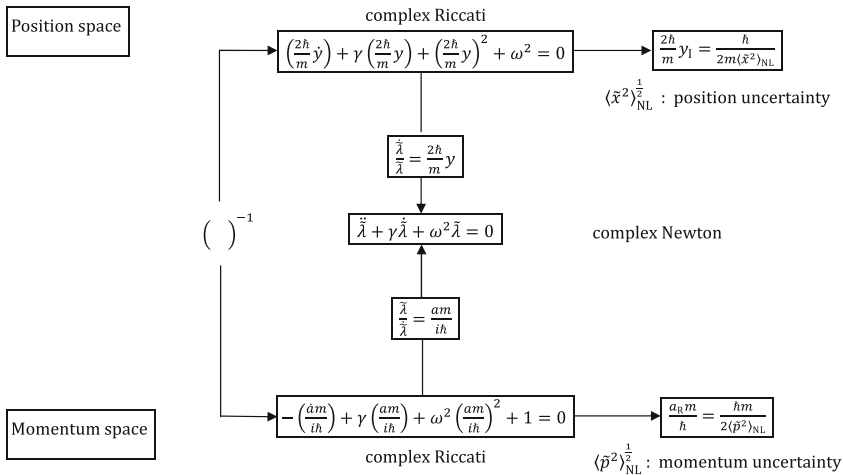 Position space
complex Riccati
(2ℏ/m ẏ) + γ (2ℏ/m y) + (2ℏ/m y)² + ω² = 0
2ℏ/m y_I = ℏ/(2m⟨x̃²⟩_NL)
⟨x̃²⟩_NL^(1/2) : position uncertainty
λ̃̇/λ̃ = 2ℏ/m y
( )⁻¹
λ̃̈ + γλ̃̇ + ω²λ̃ = 0
complex Newton
λ̃/λ̃̇ = am/iℏ
Momentum space
−(ȧm/iℏ) + γ (am/iℏ) + ω² (am/iℏ)² + 1 = 0
a_R m/ℏ = ℏm/(2⟨p̃²⟩_NL)
complex Riccati
⟨p̃²⟩_NL^(1/2) : momentum uncertainty